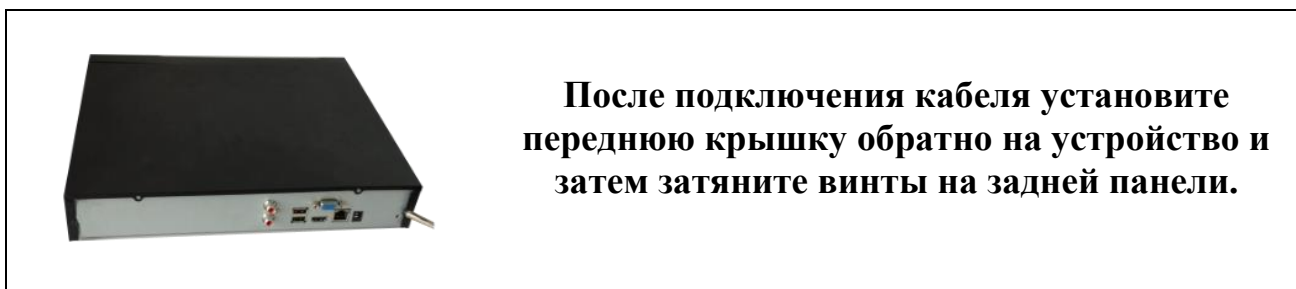 После подключения кабеля установите
переднюю крышку обратно на устройство и
затем затяните винты на задней панели.